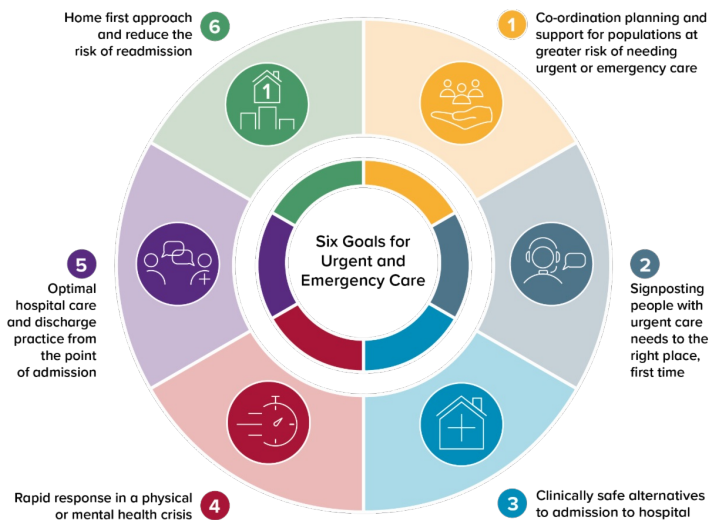 Six Goals for
Urgent and
Emergency Care
1
Co-ordination planning and
support for populations at
greater risk of needing
urgent or emergency care
2
Signposting
people with
urgent care
needs to the
right place,
first time
3
Clinically safe alternatives
to admission to hospital
4
Rapid response in a physical
or mental health crisis
5
Optimal
hospital care
and discharge
practice from
the point
of admission
6
Home first approach
and reduce the
risk of readmission
1